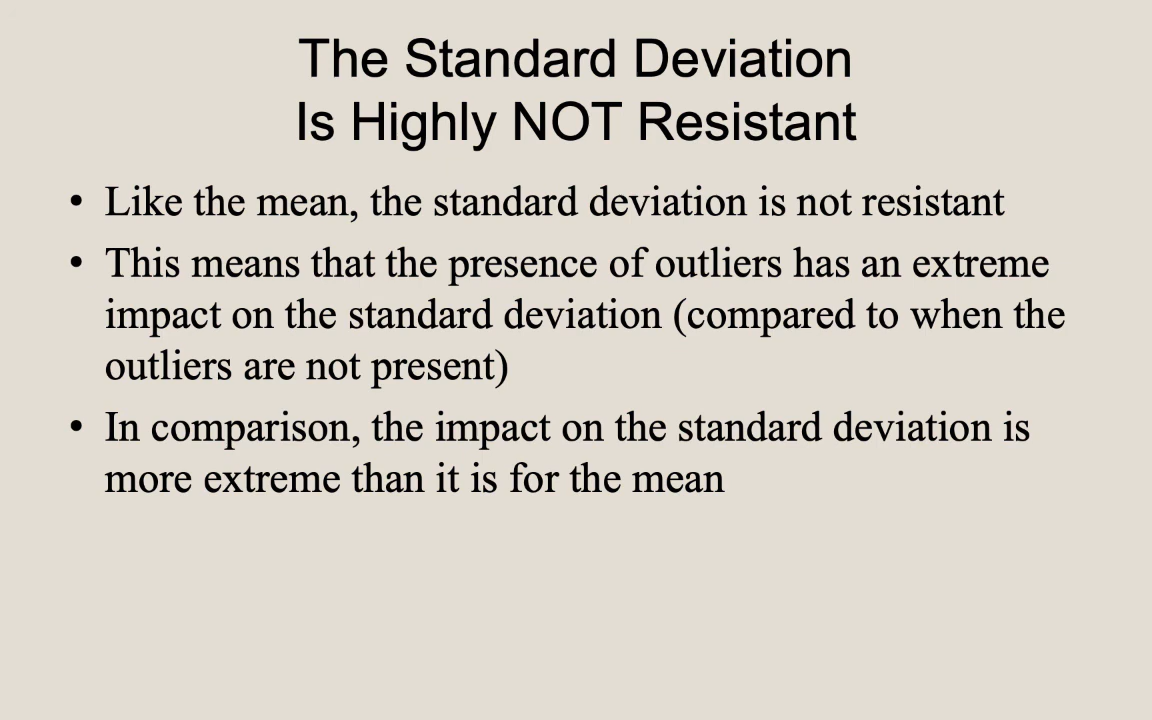 The Standard Deviation
Is Highly NOT Resistant
• Like the mean, the standard deviation is not resistant
• This means that the presence of outliers has an extreme
impact on the standard deviation (compared to when the
outliers are not present)
• In comparison, the impact on the standard deviation is
more extreme than it is for the mean